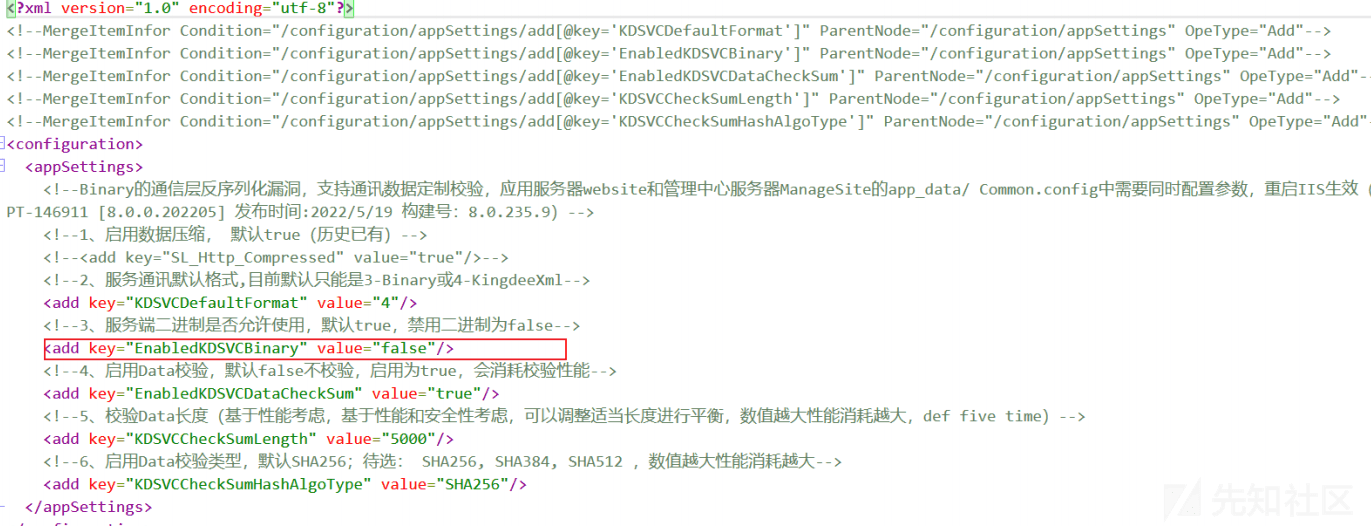 <?xml version="1.0" encoding="utf-8"?>
<!--MergeItemInfor Condition="/configuration/appSettings/add[@key='KDSVCDefaultFormat']" ParentNode="/configuration/appSettings" OpeType="Add"-->
<!--MergeItemInfor Condition="/configuration/appSettings/add[@key='EnabledKDSVCBinary']" ParentNode="/configuration/appSettings" OpeType="Add"-->
<!--MergeItemInfor Condition="/configuration/appSettings/add[@key='EnabledKDSVCDataCheckSum']" ParentNode="/configuration/appSettings" OpeType="Add"--
<!--MergeItemInfor Condition="/configuration/appSettings/add[@key='KDSVCCheckSumLength']" ParentNode="/configuration/appSettings" OpeType="Add"-->
<!--MergeItemInfor Condition="/configuration/appSettings/add[@key='KDSVCCheckSumHashAlgoType']" ParentNode="/configuration/appSettings" OpeType="Add"
<configuration>
<appSettings>
<!--Binary的通信层反序列化漏洞，支持通讯数据定制校验，应用服务器website和管理中心服务器ManageSite的app_data/ Common.config中需要同时配置参数，重启IIS生效（
PT-146911 [8.0.0.202205] 发布时间:2022/5/19 构建号：8.0.235.9）-->
<!--1、启用数据压缩， 默认true（历史已有）-->
<!--<add key="SL_Http_Compressed" value="true"/>-->
<!--2、服务通讯默认格式,目前默认只能是3-Binary或4-KingdeeXml-->
<add key="KDSVCDefaultFormat" value="4"/>
<!--3、服务端二进制是否允许使用，默认true，禁用二进制为false-->
<add key="EnabledKDSVCBinary" value="false"/>
<!--4、启用Data校验，默认false不校验，启用为true，会消耗校验性能-->
<add key="EnabledKDSVCDataCheckSum" value="true"/>
<!--5、校验Data长度（基于性能考虑，基于性能和安全性考虑，可以调整适当长度进行平衡，数值越大性能消耗越大，def five time）-->
<add key="KDSVCCheckSumLength" value="5000"/>
<!--6、启用Data校验类型，默认SHA256；待选： SHA256, SHA384, SHA512 ，数值越大性能消耗越大-->
<add key="KDSVCCheckSumHashAlgoType" value="SHA256"/>
</appSettings>
先知社区